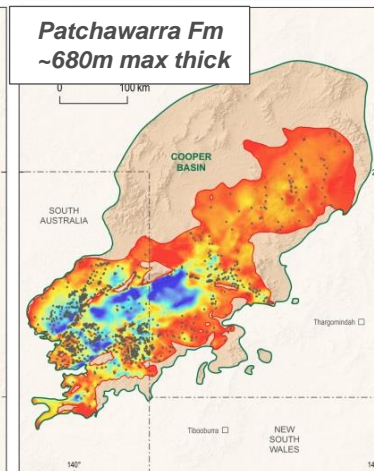 Patchawarra Fm
~680m max thick
0 100 km
COOPER
BASIN
SOUTH
AUSTRALIA
Thargomindah
Tibooburra
NEW
SOUTH
WALES
140°